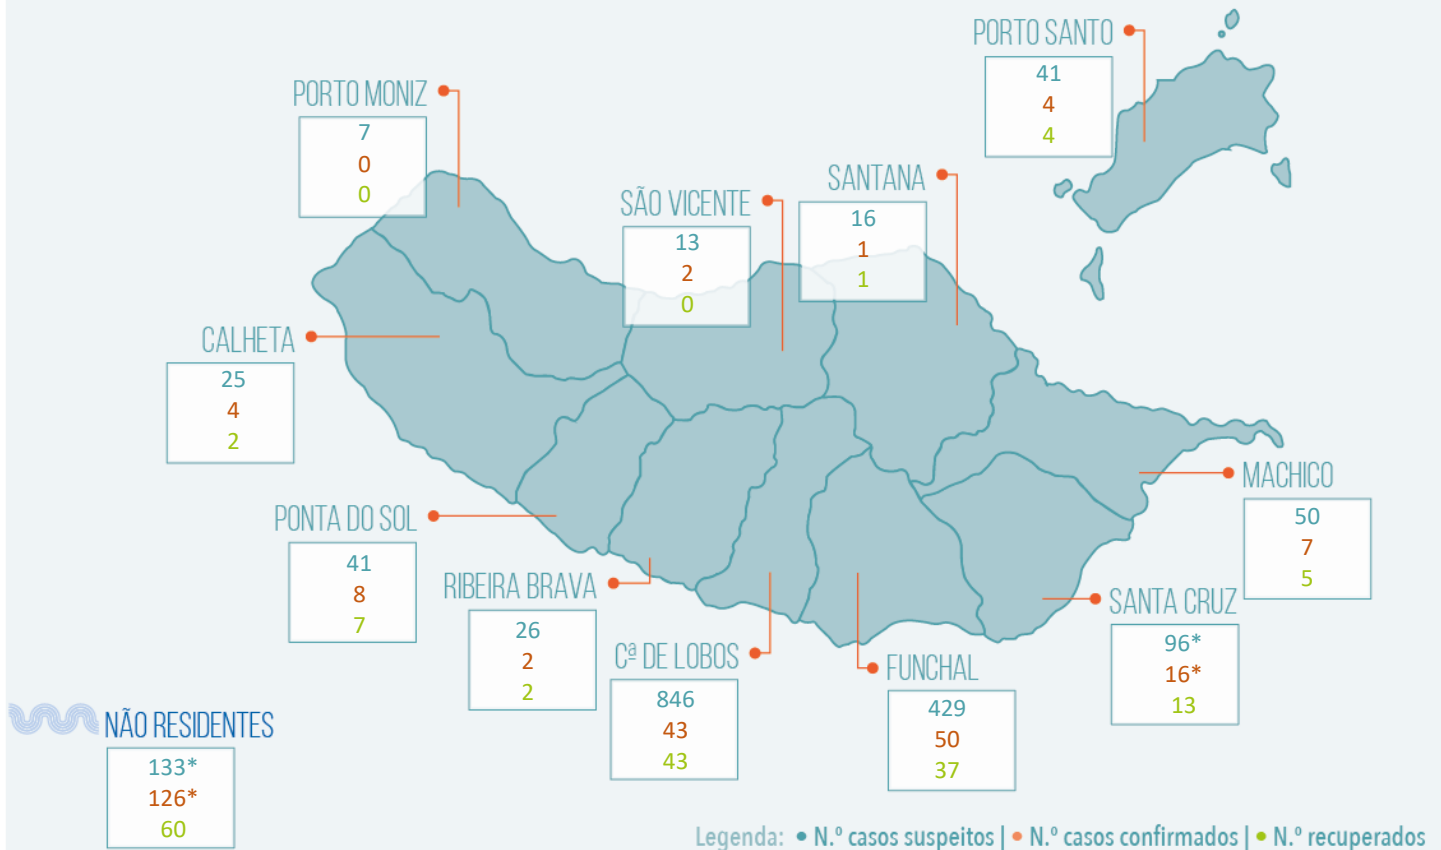 PORTO SANTO
41
4
4
PORTO MONIZ
7
0
0
SANTANA
16
1
1
SÃO VICENTE
13
2
0
CALHETA
25
4
2
MACHICO
50
7
5
PONTA DO SOL
41
8
7
RIBEIRA BRAVA
26
2
2
SANTA CRUZ
96*
16*
13
Cª DE LOBOS
846
43
43
FUNCHAL
429
50
37
NÃO RESIDENTES
133*
126*
60
Legenda: • N.º casos suspeitos | • N.º casos confirmados | • N.º recuperados